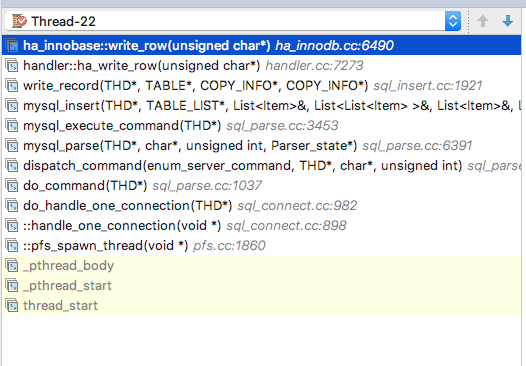 Thread-22
ha_innobase::write_row(unsigned char*) ha_innodb.cc:6490
handler::ha_write_row(unsigned char*) handler.cc:7273
write_record(THD*, TABLE*, COPY_INFO*, COPY_INFO*) sql_insert.cc:1921
mysql_insert(THD*, TABLE_LIST*, List<Item>&, List<List<Item> >&, List<Item>&, L
mysql_execute_command(THD*) sql_parse.cc:3453
mysql_parse(THD*, char*, unsigned int, Parser_state*) sql_parse.cc:6391
dispatch_command(enum_server_command, THD*, char*, unsigned int) sql_parse
do_command(THD*) sql_parse.cc:1037
do_handle_one_connection(THD*) sql_connect.cc:982
::handle_one_connection(void *) sql_connect.cc:898
::pfs_spawn_thread(void *) pfs.cc:1860
_pthread_body
_pthread_start
thread_start